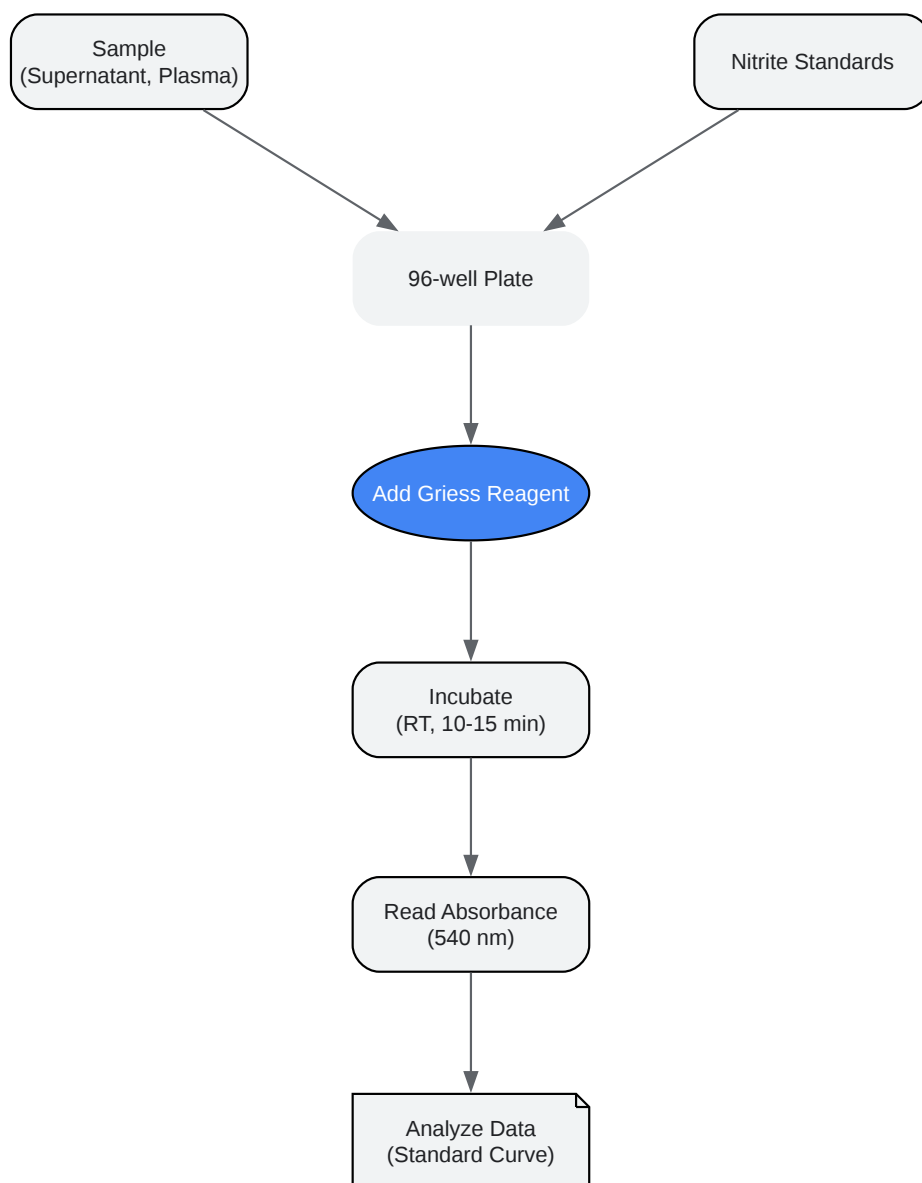 Sample
(Supernatant, Plasma)
Nitrite Standards
96-well Plate
Add Griess Reagent
Incubate
(RT, 10-15 min)
Read Absorbance
(540 nm)
Analyze Data
(Standard Curve)